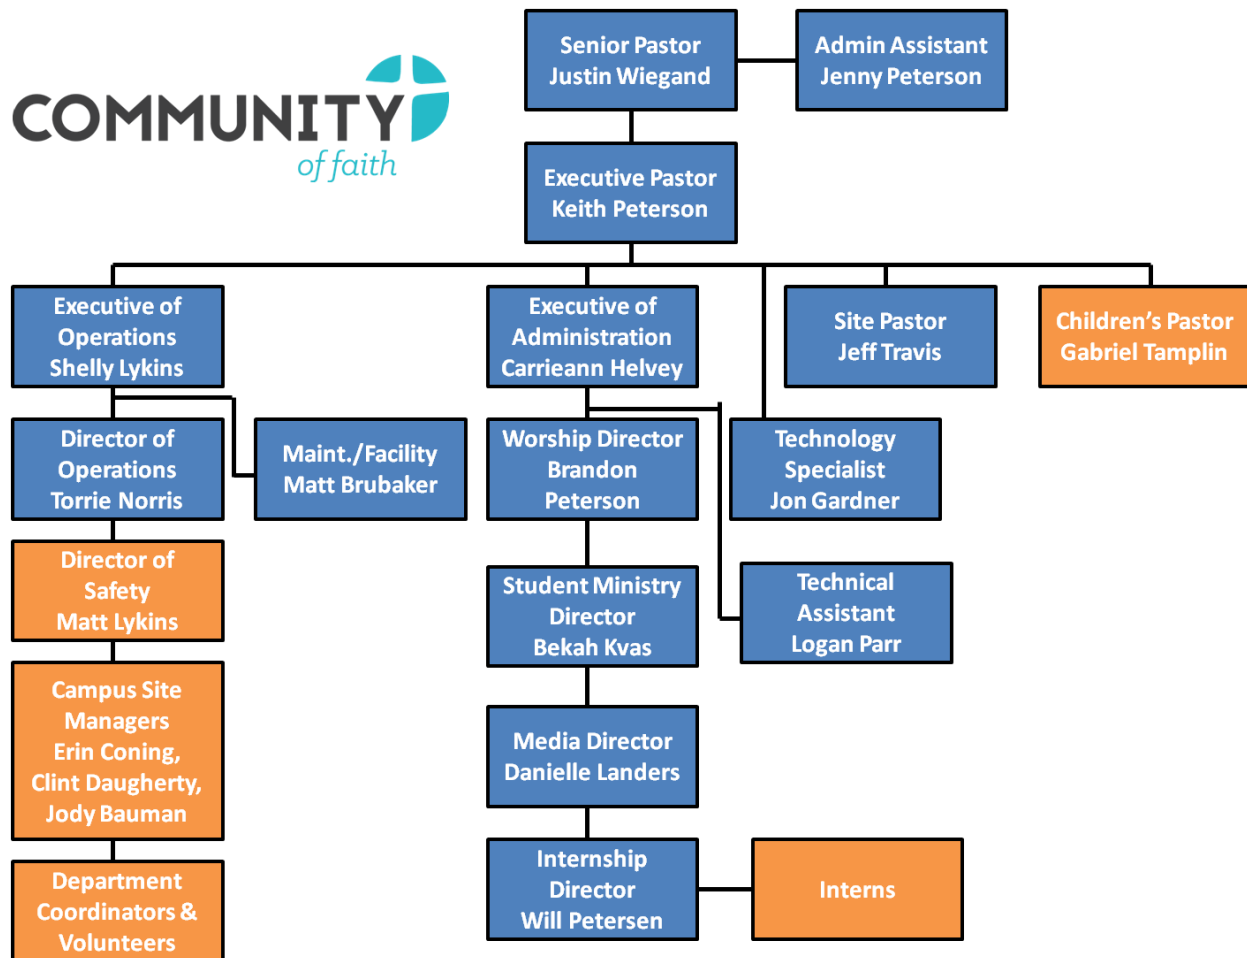 COMMUNITY
of faith
Senior Pastor
Justin Wiegand
Admin Assistant
Jenny Peterson
Executive Pastor
Keith Peterson
Executive of
Operations
Shelly Lykins
Executive of
Administration
Carrieann Helvey
Site Pastor
Jeff Travis
Children’s Pastor
Gabriel Tamplin
Director of
Operations
Torrie Norris
Maint./Facility
Matt Brubaker
Worship Director
Brandon
Peterson
Technology
Specialist
Jon Gardner
Director of
Safety
Matt Lykins
Student Ministry
Director
Bekah Kvas
Technical
Assistant
Logan Parr
Campus Site
Managers
Erin Coning,
Clint Daugherty,
Jody Bauman
Media Director
Danielle Landers
Department
Coordinators &
Volunteers
Internship
Director
Will Petersen
Interns